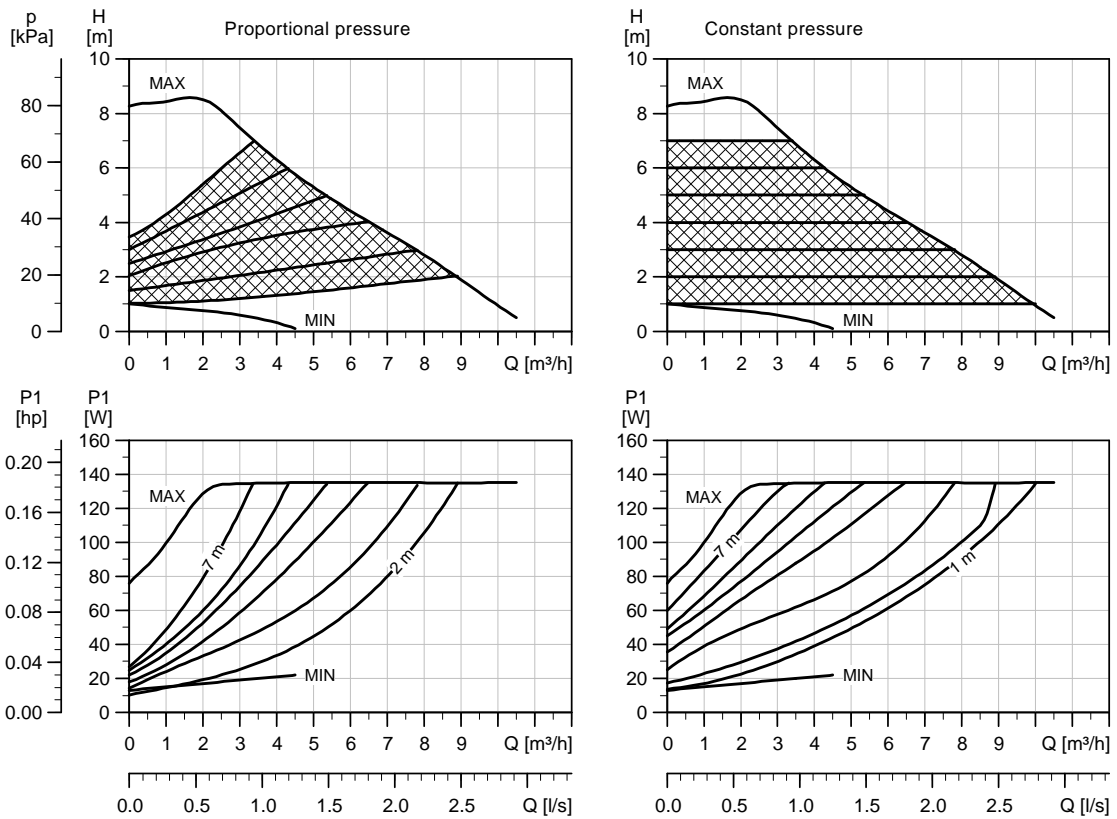 p
[kPa]
H
[m]
Proportional pressure
10
8
6
4
2
0
80
60
40
20
0
MAX
MIN
0 1 2 3 4 5 6 7 8 9 Q [m³/h]
H
[m]
Constant pressure
10
8
6
4
2
0
MAX
MIN
0 1 2 3 4 5 6 7 8 9 Q [m³/h]
P1
[hp]
P1
[W]
0.20
0.16
0.12
0.08
0.04
0.00
160
140
120
100
80
60
40
20
0
MAX
7 m
2 m
MIN
0 1 2 3 4 5 6 7 8 9 Q [m³/h]
0.0 0.5 1.0 1.5 2.0 2.5 Q [l/s]
P1
[W]
160
140
120
100
80
60
40
20
0
MAX
7 m
1 m
MIN
0 1 2 3 4 5 6 7 8 9 Q [m³/h]
0.0 0.5 1.0 1.5 2.0 2.5 Q [l/s]